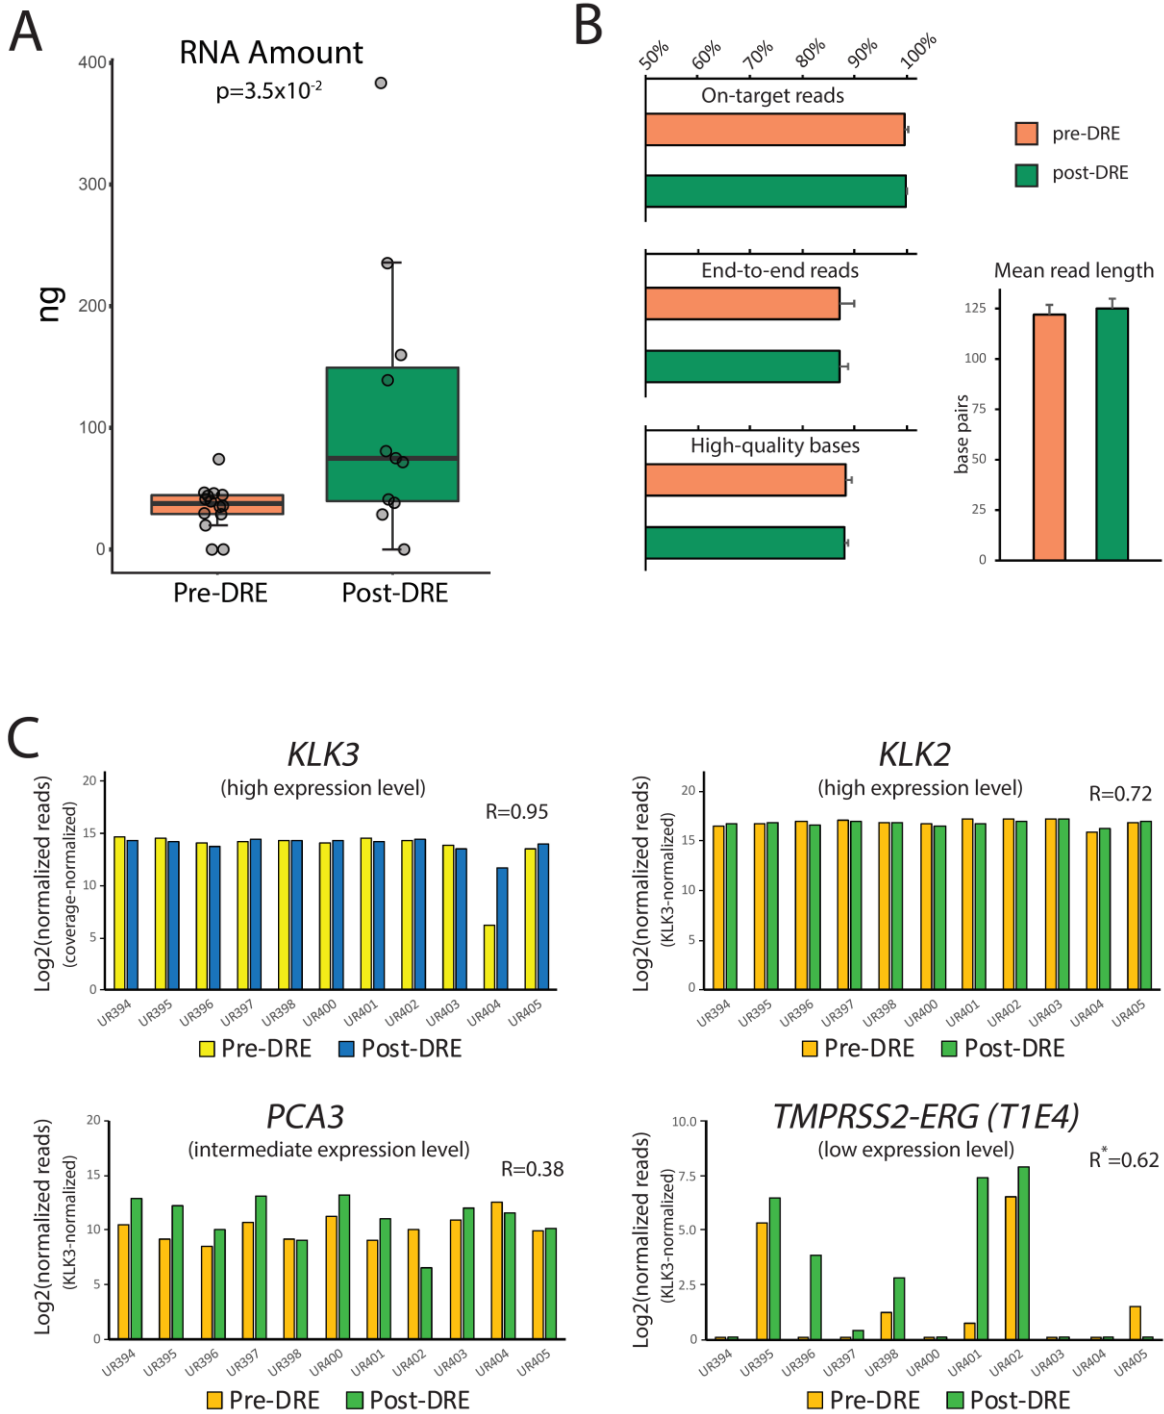 A
RNA Amount
p=3.5x10-2
400
300
200
100
0
ng
Pre-DRE
Post-DRE
B
50%
60%
70%
80%
90%
100%
On-target reads
End-to-end reads
High-quality bases
pre-DRE
post-DRE
Mean read length
125
100
75
50
25
0
base pairs
C
KLK3
(high expression level)
R=0.95
Log2(normalized reads)
(coverage-normalized)
20
15
10
5
0
UR394
UR395
UR396
UR397
UR398
UR400
UR401
UR402
UR403
UR404
UR405
Pre-DRE
Post-DRE
KLK2
(high expression level)
R=0.72
Log2(normalized reads)
(KLK3-normalized)
20
15
10
5
0
UR394
UR395
UR396
UR397
UR398
UR400
UR401
UR402
UR403
UR404
UR405
Pre-DRE
Post-DRE
PCA3
(intermediate expression level)
R=0.38
Log2(normalized reads)
(KLK3-normalized)
20
15
10
5
0
UR394
UR395
UR396
UR397
UR398
UR400
UR401
UR402
UR403
UR404
UR405
Pre-DRE
Post-DRE
TMPRSS2-ERG (T1E4)
(low expression level)
R*=0.62
Log2(normalized reads)
(KLK3-normalized)
10.0
7.5
5.0
2.5
0
UR394
UR395
UR396
UR397
UR398
UR400
UR401
UR402
UR403
UR404
UR405
Pre-DRE
Post-DRE